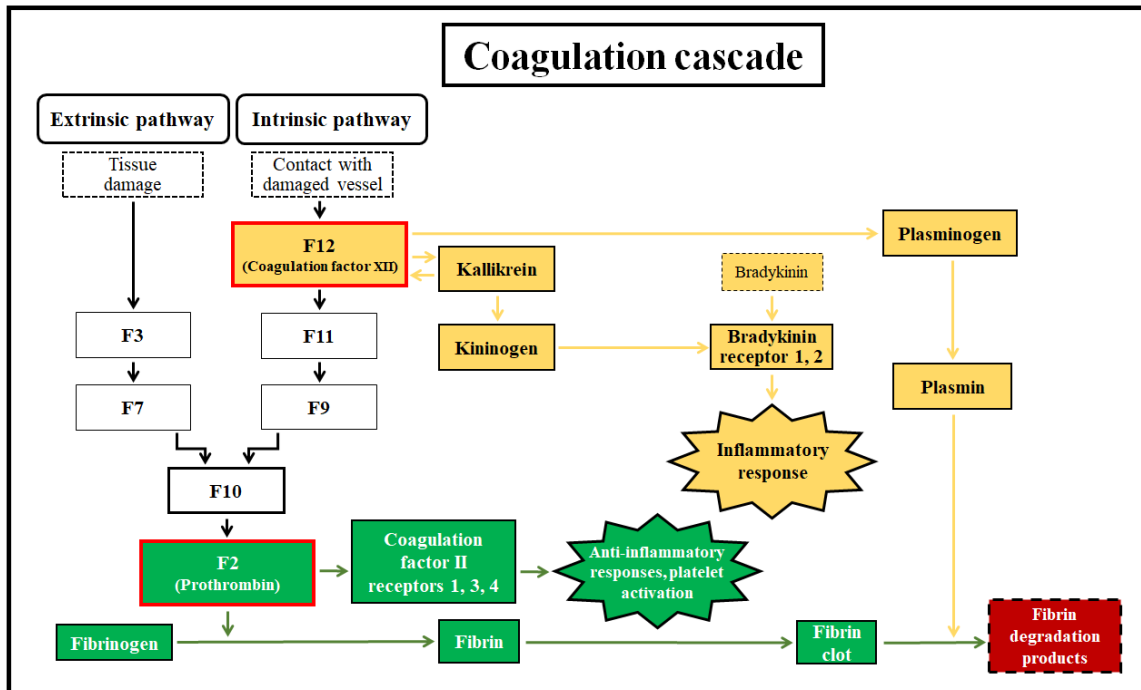 Coagulation cascade
Extrinsic pathway
Intrinsic pathway
Tissue
damage
Contact with
damaged vessel
F12
(Coagulation factor XII)
Kallikrein
Plasminogen
Bradykinin
F3
F11
Kininogen
Bradykinin
receptor 1, 2
F7
F9
Plasmin
Inflammatory
response
F10
F2
(Prothrombin)
Coagulation
factor II
receptors 1, 3, 4
Anti-inflammatory
responses, platelet
activation
Fibrinogen
Fibrin
Fibrin
clot
Fibrin
degradation
products